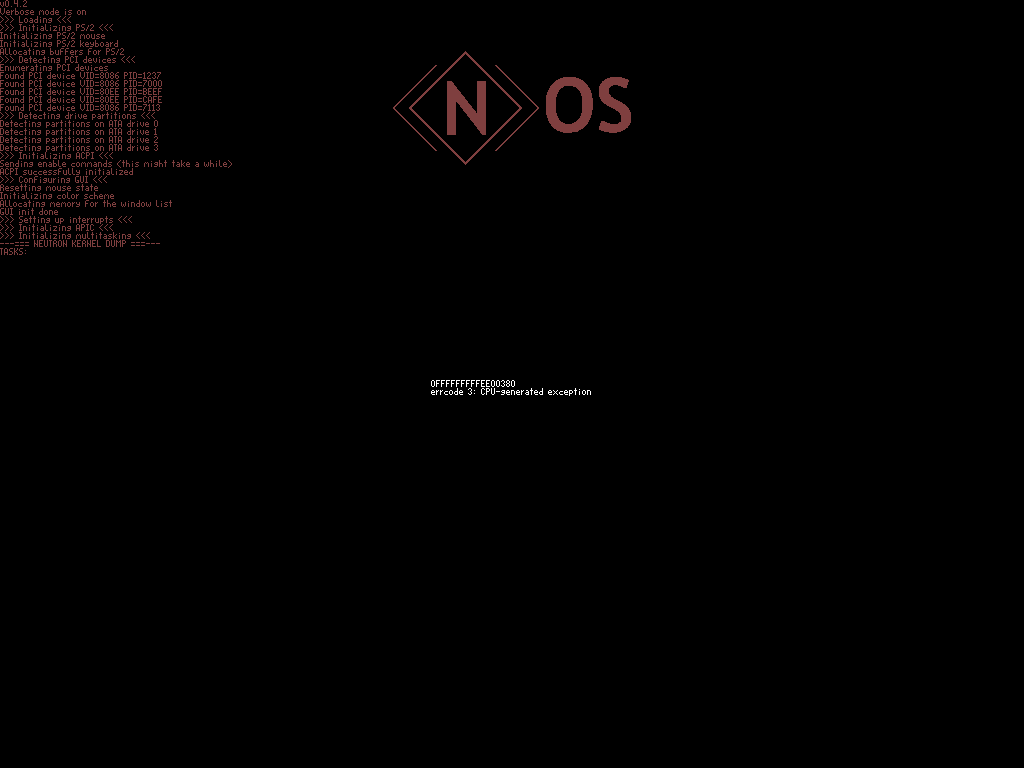 v0.4.2
Verbose mode is on
>>> Loading <<<
>>> Initializing PS/2 <<<
Initializing PS/2 mouse
Initializing PS/2 keyboard
Allocating buffers for PS/2
>>> Detecting PCI devices <<<
Enumerating PCI devices
Found PCI device VID=8086 PID=1237
Found PCI device VID=8086 PID=7000
Found PCI device VID=80EE PID=BEEF
Found PCI device VID=80EE PID=CAFE
Found PCI device VID=8086 PID=7113
>>> Detecting drive partitions <<<
Detecting partitions on ATA drive 0
Detecting partitions on ATA drive 1
Detecting partitions on ATA drive 2
Detecting partitions on ATA drive 3
>>> Initializing ACPI <<<
Sending enable commands (this might take a while)
ACPI successfully initialized
>>> Configuring GUI <<<
Resetting mouse state
Initializing color scheme
Allocating memory for the window list
GUI init done
>>> Setting up interrupts <<<
>>> Initializing APIC <<<
>>> Initializing multitasking <<<
---=== NEUTRON KERNEL DUMP ===---
TASKS:
N OS
0FFFFFFFFFEE00380
errcode 3: CPU-generated exception